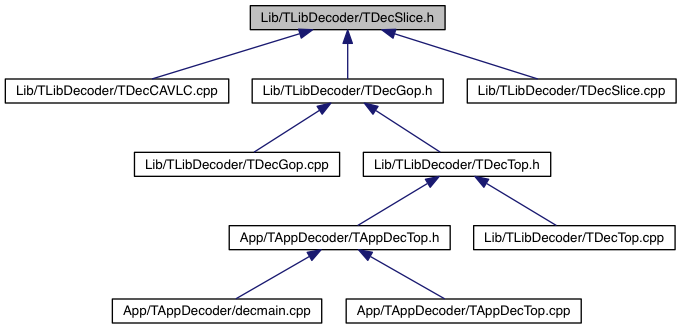 Lib/TLibDecoder/TDecSlice.h
Lib/TLibDecoder/TDecCAVLC.cpp
Lib/TLibDecoder/TDecGop.h
Lib/TLibDecoder/TDecSlice.cpp
Lib/TLibDecoder/TDecGop.cpp
Lib/TLibDecoder/TDecTop.h
App/TAppDecoder/TAppDecTop.h
Lib/TLibDecoder/TDecTop.cpp
App/TAppDecoder/decmain.cpp
App/TAppDecoder/TAppDecTop.cpp